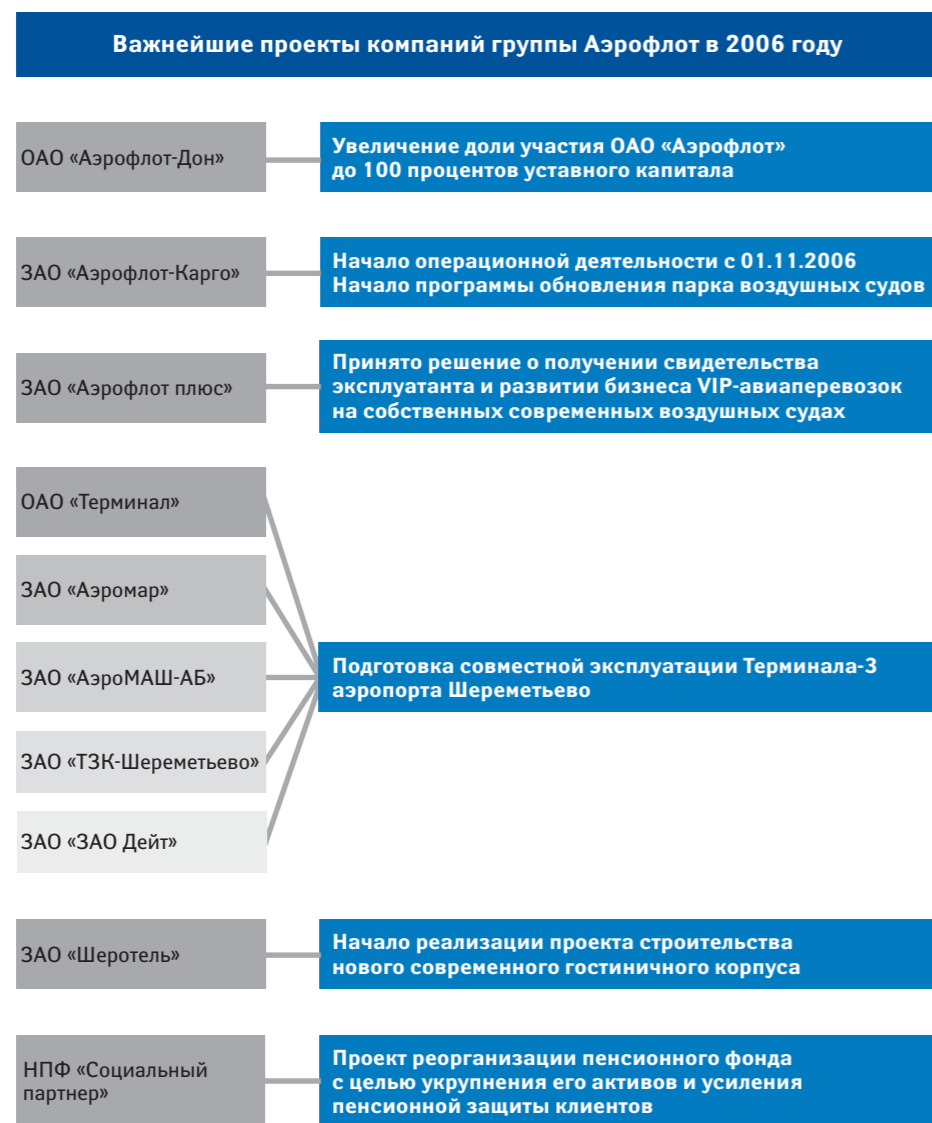 Важнейшие проекты компаний группы Аэрофлот в 2006 году
ОАО «Аэрофлот-Дон»
Увеличение доли участия ОАО «Аэрофлот»
до 100 процентов уставного капитала
ЗАО «Аэрофлот-Карго»
Начало операционной деятельности с 01.11.2006
Начало программы обновления парка воздушных судов
ЗАО «Аэрофлот плюс»
Принято решение о получении свидетельства
эксплуатанта и развитии бизнеса VIP-авиаперевозок
на собственных современных воздушных судах
ОАО «Терминал»
ЗАО «Аэромар»
ЗАО «АэроМАШ-АБ»
ЗАО «ТЗК-Шереметьево»
ЗАО «ЗАО Дейт»
Подготовка совместной эксплуатации Терминала-3
аэропорта Шереметьево
ЗАО «Шеротель»
Начало реализации проекта строительства
нового современного гостиничного корпуса
НПФ «Социальный
партнер»
Проект реорганизации пенсионного фонда
с целью укрупнения его активов и усиления
пенсионной защиты клиентов